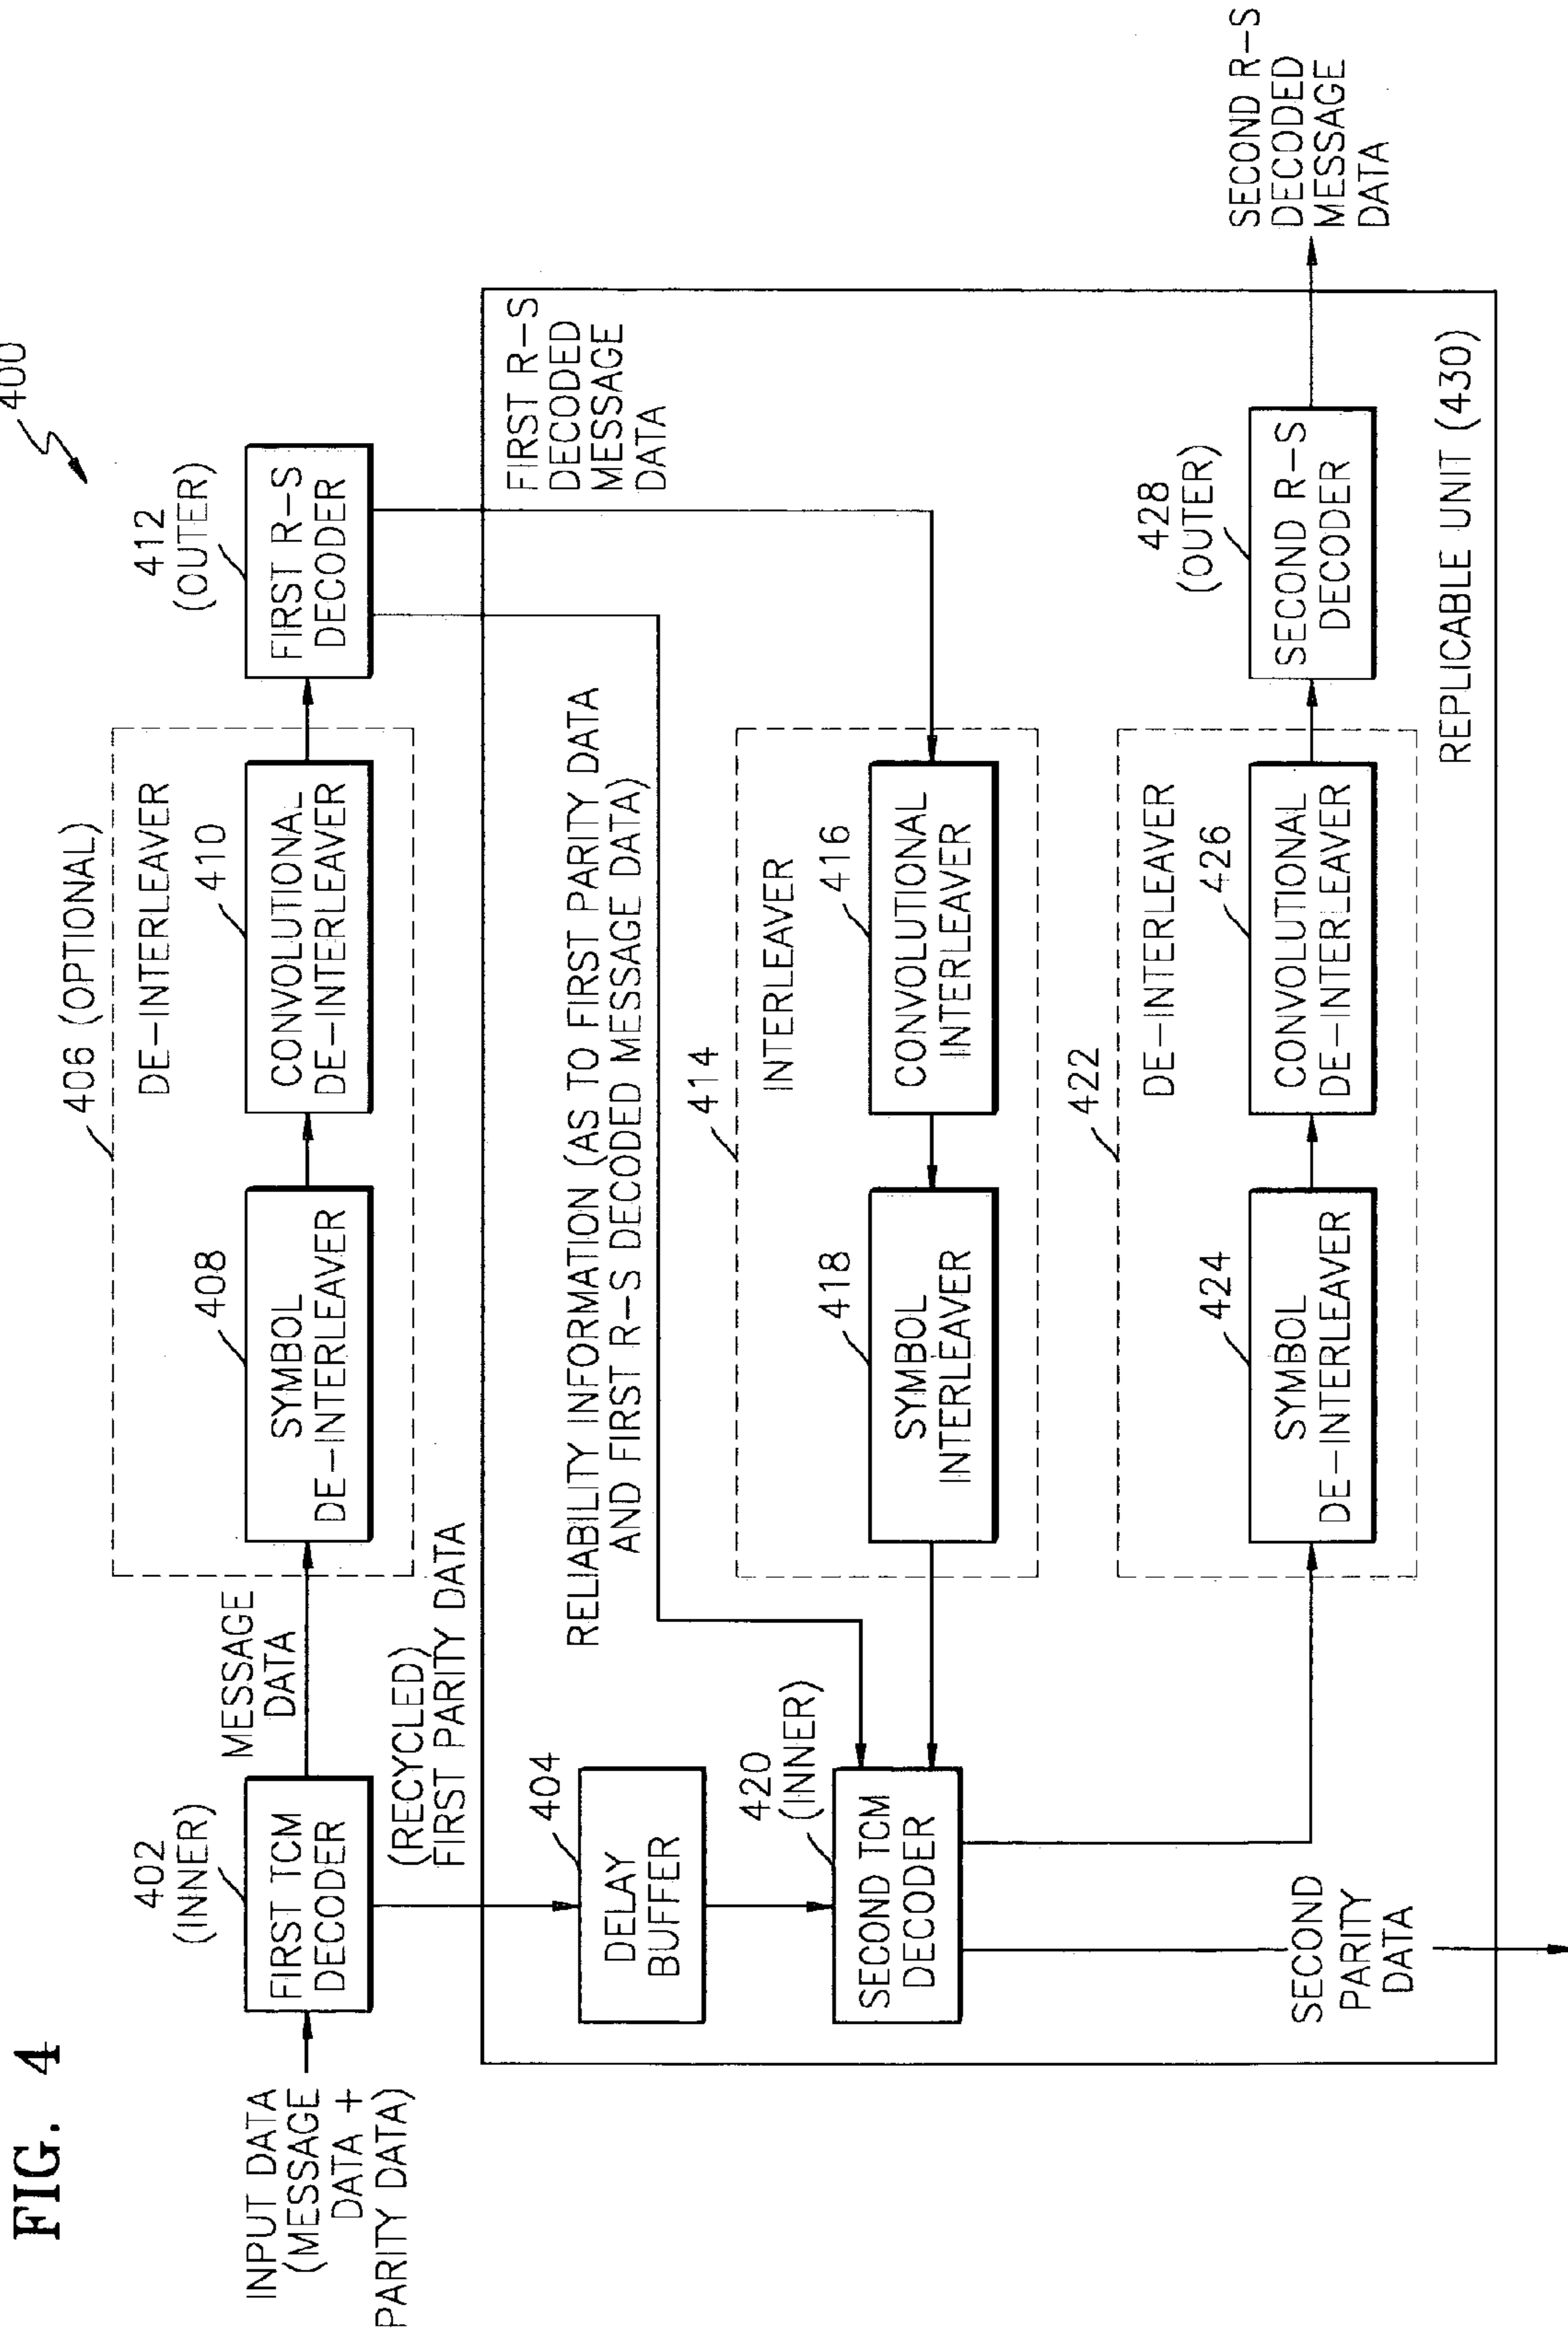 FIG. 4
400
INPUT DATA
(MESSAGE
DATA +
PARITY DATA)
402
(INNER)
FIRST TCM
DECODER
MESSAGE
DATA
406 (OPTIONAL)
DE-INTERLEAVER
408
SYMBOL
DE-INTERLEAVER
410
CONVOLUTIONAL
DE-INTERLEAVER
412
(OUTER)
FIRST R-S
DECODER
(RECYCLED)
FIRST PARITY DATA
FIRST R-S
DECODED
MESSAGE
DATA
RELIABILITY INFORMATION (AS TO FIRST PARITY DATA
AND FIRST R-S DECODED MESSAGE DATA)
404
DELAY
BUFFER
414
INTERLEAVER
418
SYMBOL
INTERLEAVER
416
CONVOLUTIONAL
INTERLEAVER
420
(INNER)
SECOND TCM
DECODER
422
DE-INTERLEAVER
424
SYMBOL
DE-INTERLEAVER
426
CONVOLUTIONAL
DE-INTERLEAVER
428
(OUTER)
SECOND R-S
DECODER
SECOND R-S
DECODED
MESSAGE
DATA
SECOND
PARITY
DATA
REPLICABLE UNIT (430)